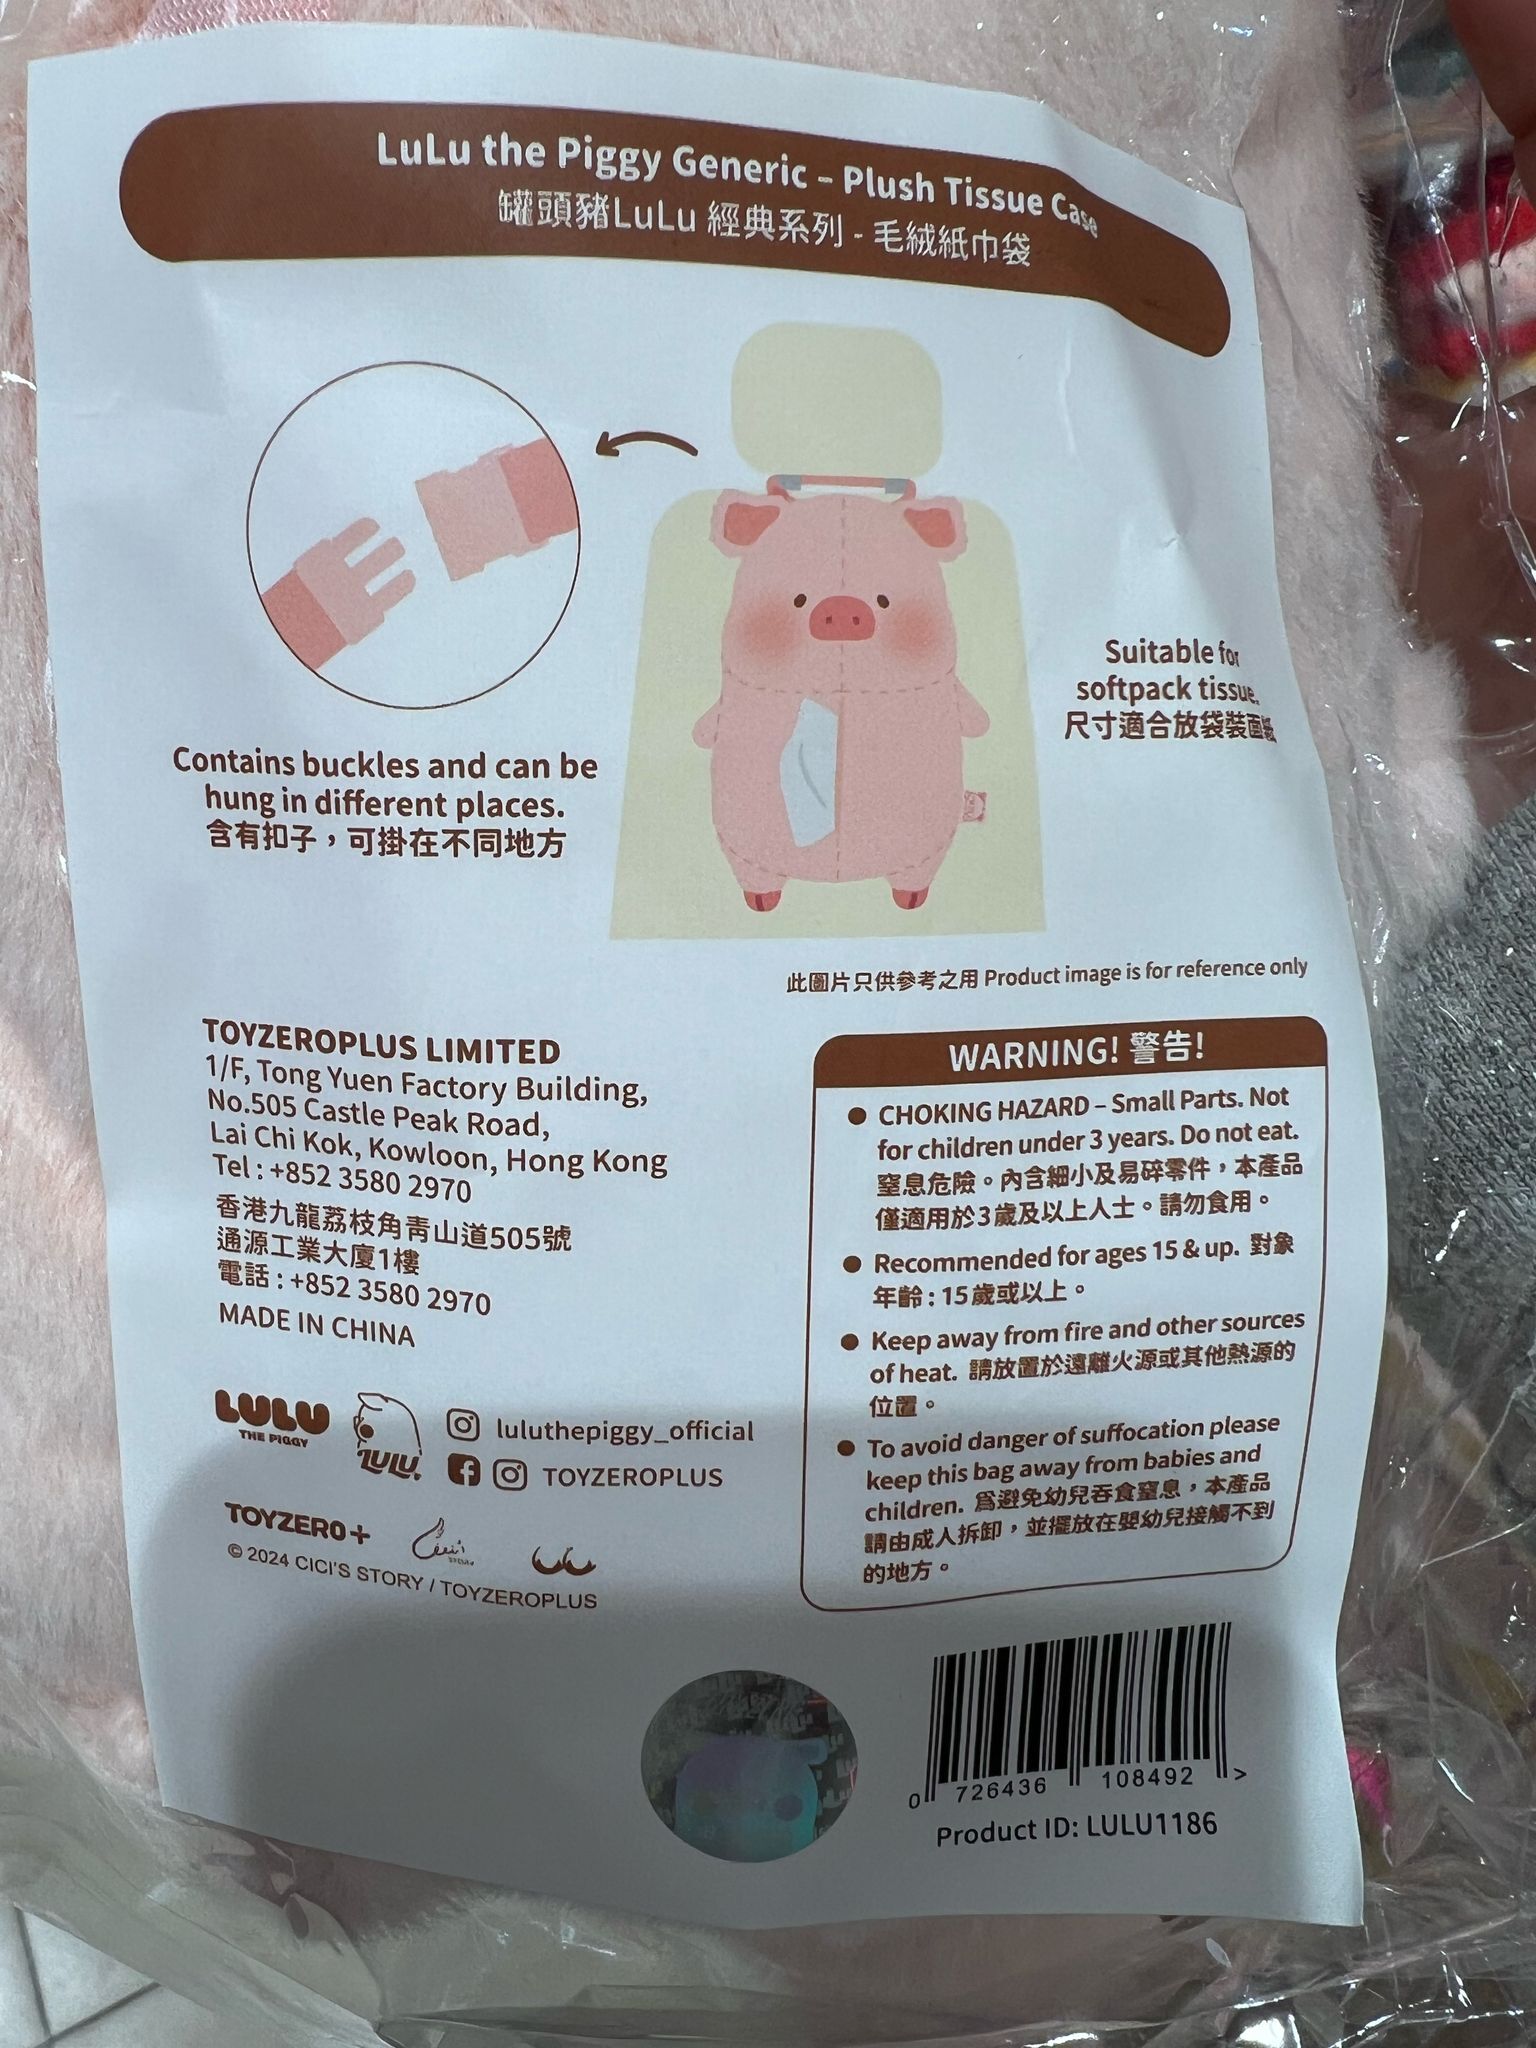 LuLu the Piggy Generic – Plush Tissue Case
罐頭豬LuLu 經典系列 - 毛絨紙巾袋
Contains buckles and can be
hung in different places.
含有扣子，可掛在不同地方
Suitable for
softpack tissue.
尺寸適合放袋裝面紙
此圖片只供參考之用 Product image is for reference only
TOYZEROPLUS LIMITED
1/F, Tong Yuen Factory Building,
No.505 Castle Peak Road,
Lai Chi Kok, Kowloon, Hong Kong
Tel : +852 3580 2970
香港九龍荔枝角青山道505號
通源工業大廈1樓
電話 : +852 3580 2970
MADE IN CHINA
LULU
THE PIGGY
LULU
luluthepiggy_official
TOYZEROPLUS
TOYZERO+
© 2024 CICI'S STORY / TOYZEROPLUS
WARNING! 警告!
● CHOKING HAZARD – Small Parts. Not
for children under 3 years. Do not eat.
窒息危險。內含細小及易碎零件，本產品
僅適用於3歲及以上人士。請勿食用。
● Recommended for ages 15 & up. 對象
年齡 : 15歲或以上。
● Keep away from fire and other sources
of heat. 請放置於遠離火源或其他熱源的
位置。
● To avoid danger of suffocation please
keep this bag away from babies and
children. 為避免幼兒吞食窒息，本產品
請由成人拆卸，並擺放在嬰幼兒接觸不到
的地方。
0 726436 108492 >
Product ID: LULU1186